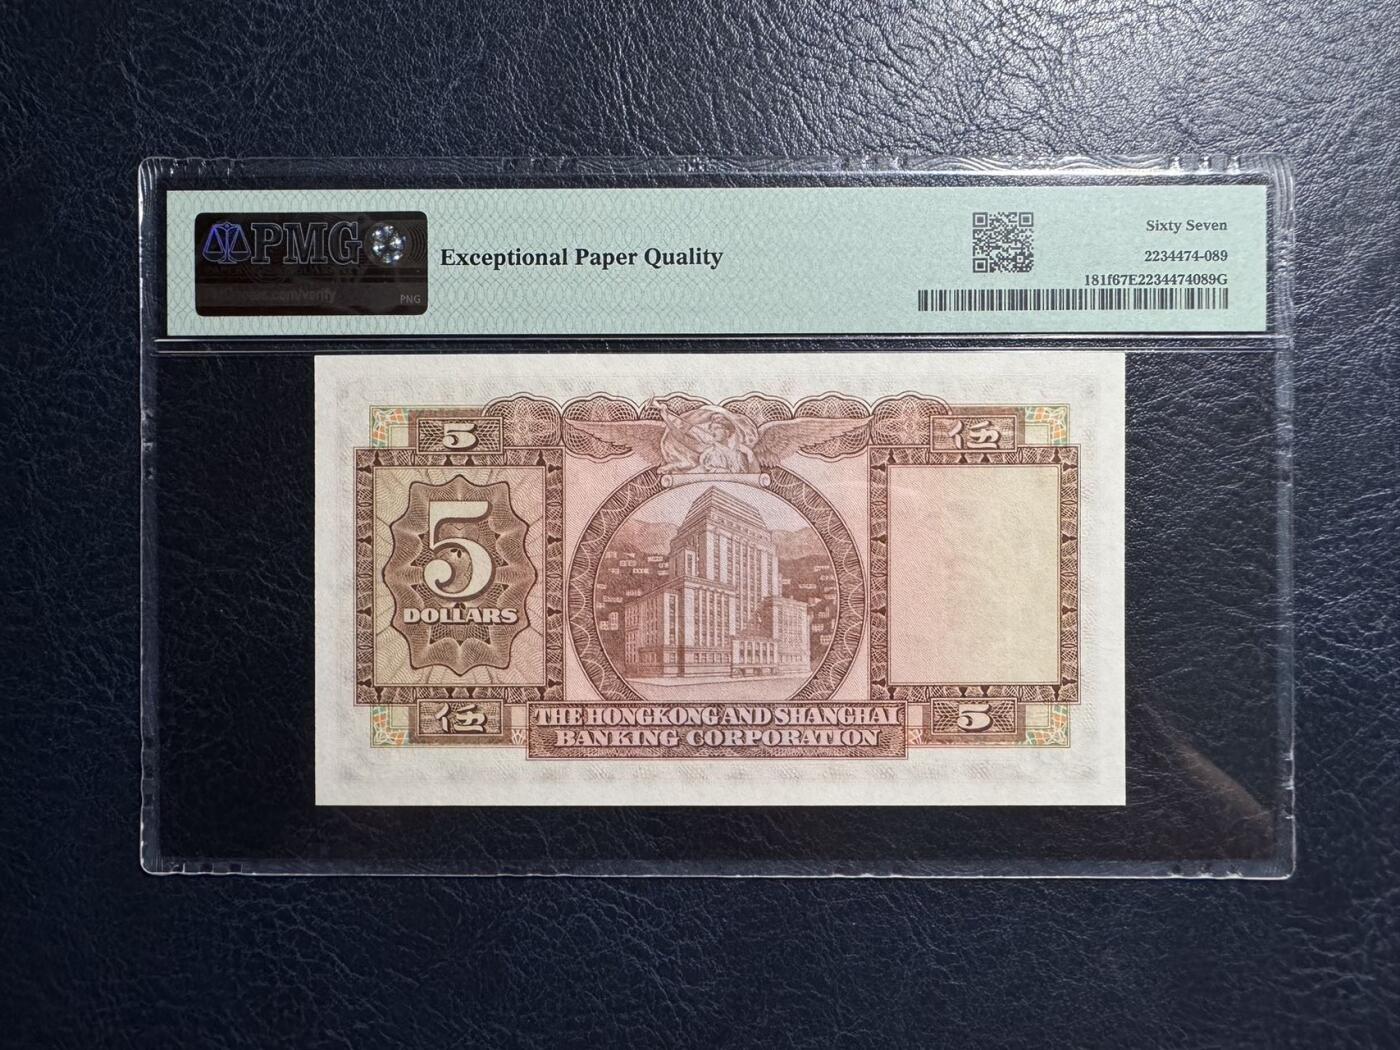 PMG
PNG
Exceptional Paper Quality
Sixty Seven
2234474-089
181f67E2234474089G
5
伍
5
DOLLARS
伍
THE HONGKONG AND SHANGHAI
BANKING CORPORATION
5